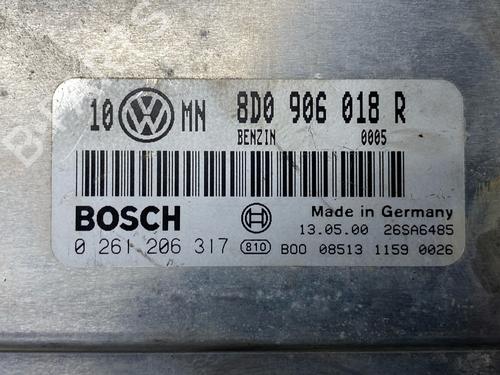 10 VW MN 8D0 906 018 R
BENZIN 0005
BOSCH
Made in Germany
13.05.00 26SA6485
0 261 206 317 810 B00 08513 1159 0026